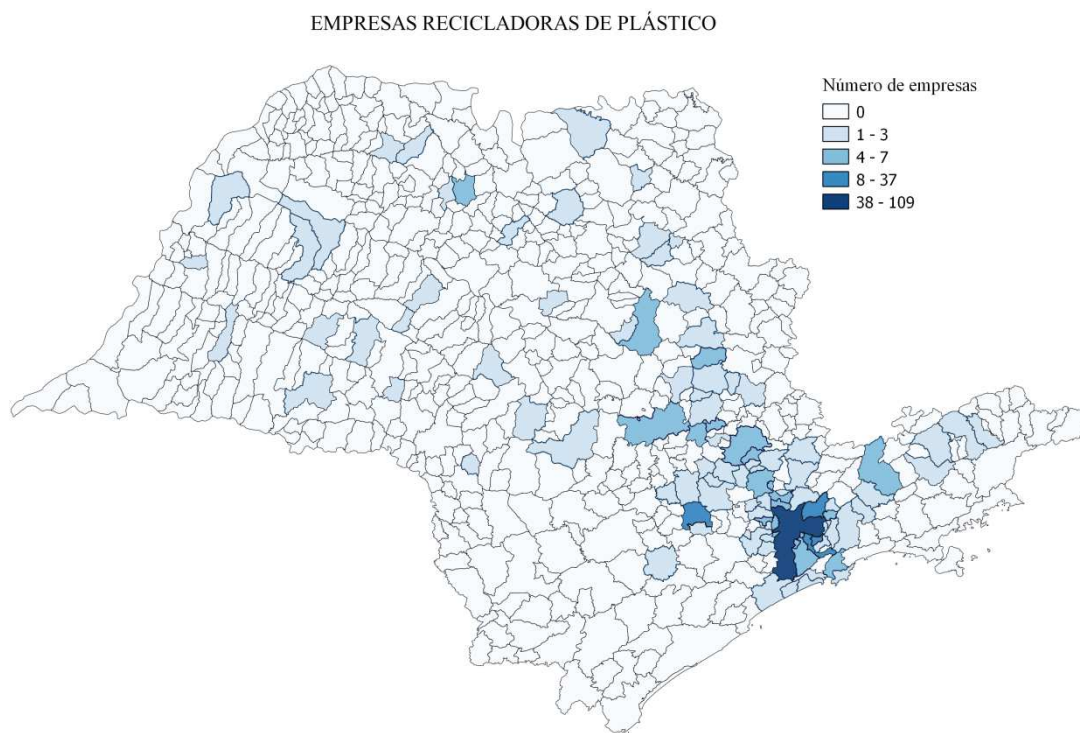 EMPRESAS RECICLADORAS DE PLÁSTICO
Número de empresas
0
1 - 3
4 - 7
8 - 37
38 - 109